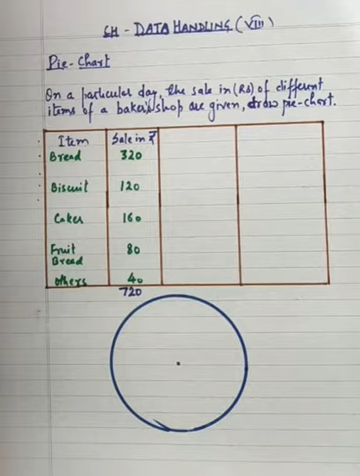 CH - DATA HANDLING (VIII)
Pie-Chart
On a particular day, the sale in (Rs) of different
items of a baker's shop are given, draw pie-chart.
Item Sale in ₹
Bread 320
Biscuit 120
Cakes 160
Fruit Bread 80
Others 40
720